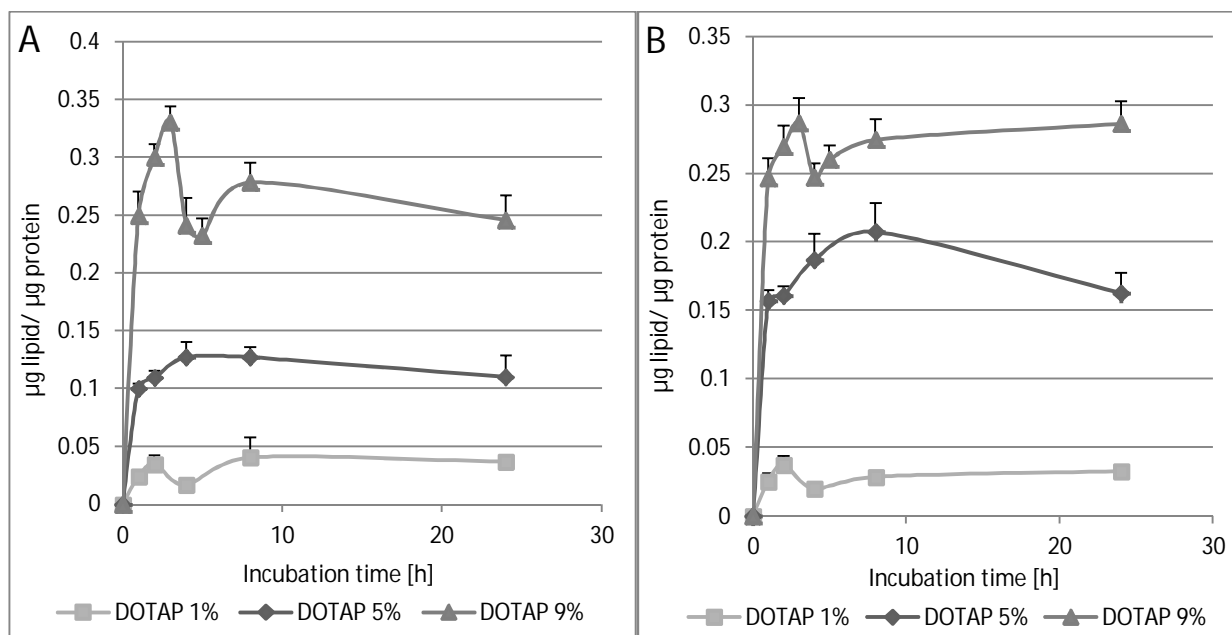 A
µg lipid/ µg protein
0.4
0.35
0.3
0.25
0.2
0.15
0.1
0.05
0
0 10 20 30
Incubation time [h]
DOTAP 1% DOTAP 5% DOTAP 9%
B
µg lipid/ µg protein
0.35
0.3
0.25
0.2
0.15
0.1
0.05
0
0 10 20 30
Incubation time [h]
DOTAP 1% DOTAP 5% DOTAP 9%